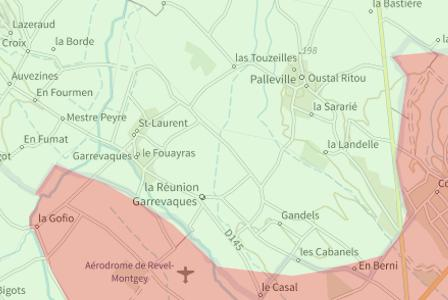 la Bastière
Lazeraud
Croix
la Borde
198
las Touzeilles
Palleville
Oustal Ritou
Auvezines
En Fourmen
la Sararié
Mestre Peyre
St-Laurent
En Fumat
la Landelle
Garrevaques
le Fouayras
la Réunion
Garrevaques
la Gofio
Gandels
D145
les Cabanels
Aérodrome de Revel-
Montgey
En Berni
Bigots
le Casal